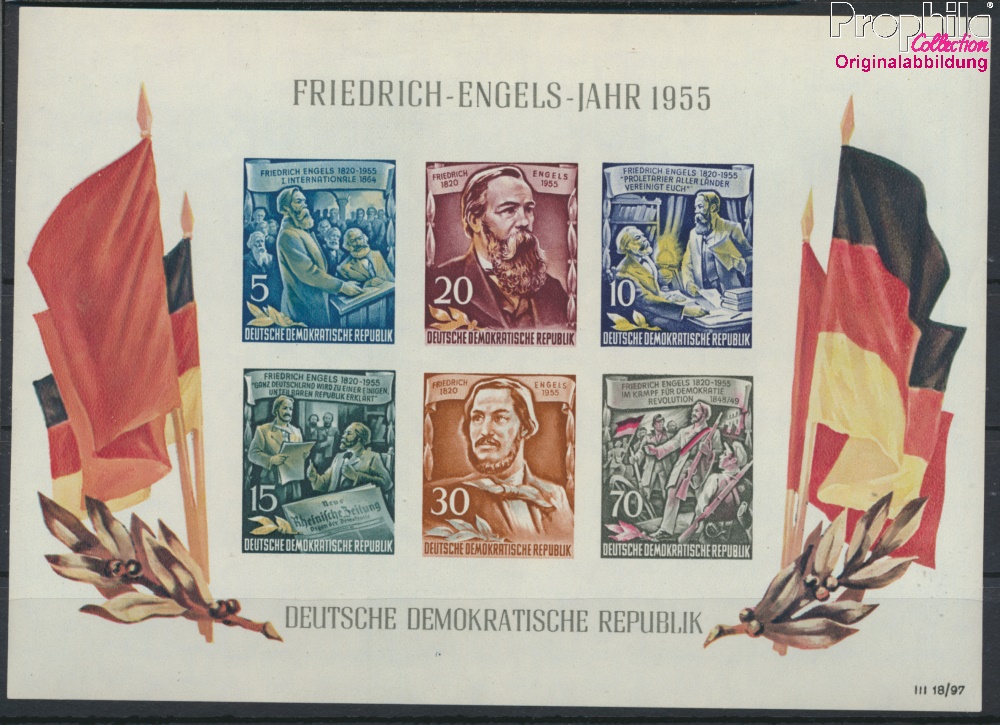 Prophila
Collection
Originalabbildung
FRIEDRICH-ENGELS-JAHR 1955
FRIEDRICH ENGELS 1820-1955
I. INTERNATIONALE 1864
5
DEUTSCHE DEMOKRATISCHE REPUBLIK
FRIEDRICH ENGELS
1820 1955
20
DEUTSCHE DEMOKRATISCHE REPUBLIK
FRIEDRICH ENGELS 1820-1955
"PROLETARIER ALLER LÄNDER
VEREINIGT EUCH"
10
DEUTSCHE DEMOKRATISCHE REPUBLIK
FRIEDRICH ENGELS 1820-1955
"GANZ DEUTSCHLAND WIRD ZU EINER EINIGEN,
UNTEILBAREN REPUBLIK ERKLÄRT"
Neue
Rheinische Zeitung
Organ der Demokratie
15
DEUTSCHE DEMOKRATISCHE REPUBLIK
FRIEDRICH ENGELS
1820 1955
30
DEUTSCHE DEMOKRATISCHE REPUBLIK
FRIEDRICH ENGELS 1820-1955
IM KAMPF FÜR DEMOKRATIE
REVOLUTION 1848/49
70
DEUTSCHE DEMOKRATISCHE REPUBLIK
DEUTSCHE DEMOKRATISCHE REPUBLIK
III 18/97